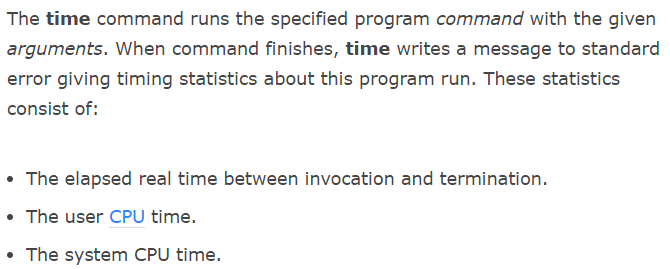 The time command runs the specified program command with the given
arguments. When command finishes, time writes a message to standard
error giving timing statistics about this program run. These statistics
consist of:
• The elapsed real time between invocation and termination.
• The user CPU time.
• The system CPU time.